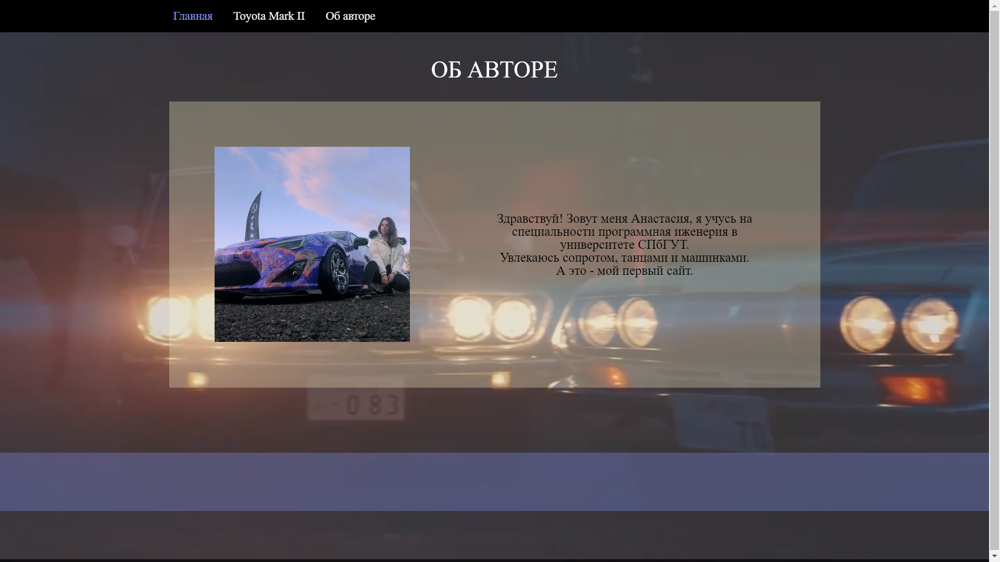 Главная Toyota Mark II Об авторе
ОБ АВТОРЕ
Здравствуй! Зовут меня Анастасия, я учусь на
специальности программная иженерия в
университете СПбГУТ.
Увлекаюсь сопротом, танцами и машинками.
А это - мой первый сайт.
083